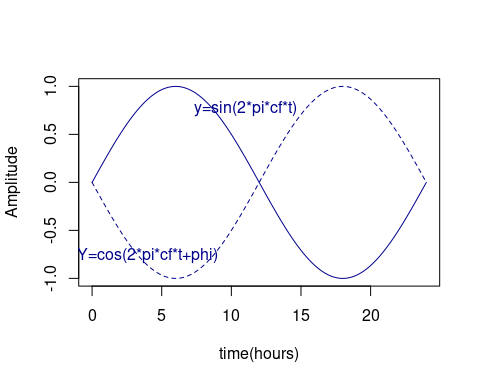 1.0
0.5
0.0
-0.5
-1.0
Amplitude
y=sin(2*pi*cf*t)
Y=cos(2*pi*cf*t+phi)
0 5 10 15 20
time(hours)